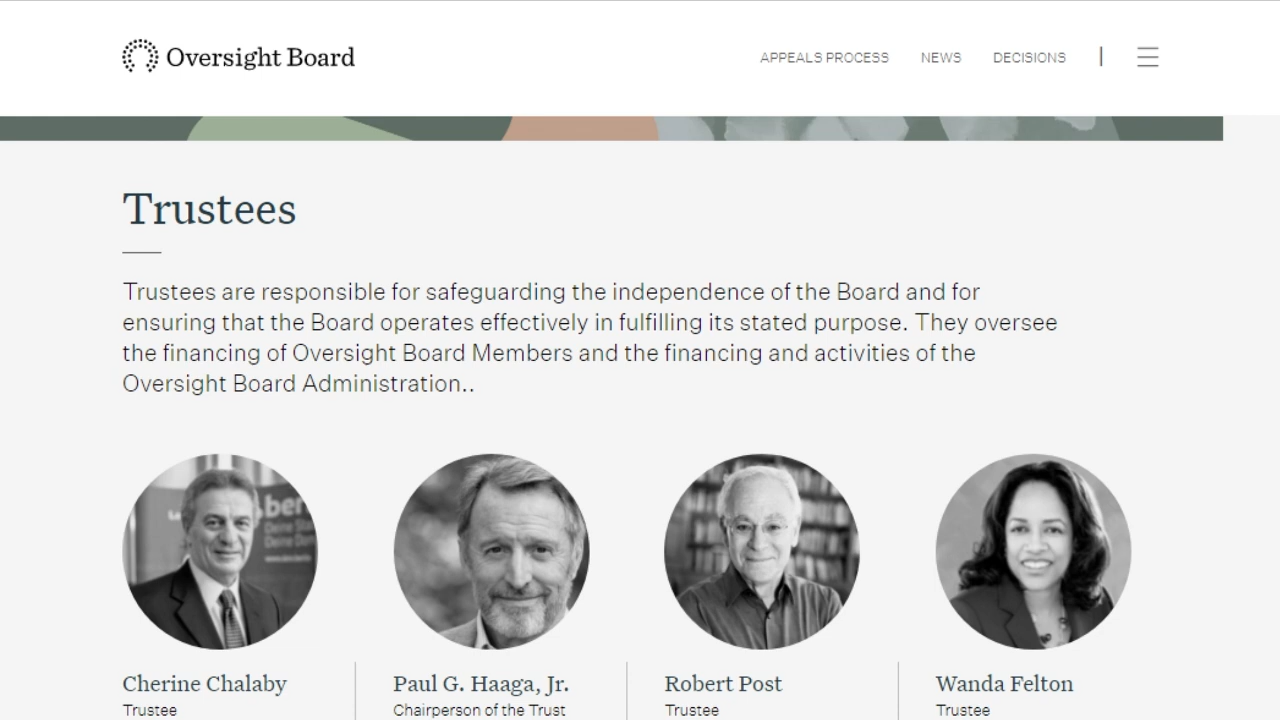 Oversight Board
APPEALS PROCESS
NEWS
DECISIONS
Trustees
Trustees are responsible for safeguarding the independence of the Board and for
ensuring that the Board operates effectively in fulfilling its stated purpose. They oversee
the financing of Oversight Board Members and the financing and activities of the
Oversight Board Administration..
Cherine Chalaby
Trustee
Paul G. Haaga, Jr.
Chairperson of the Trust
Robert Post
Trustee
Wanda Felton
Trustee